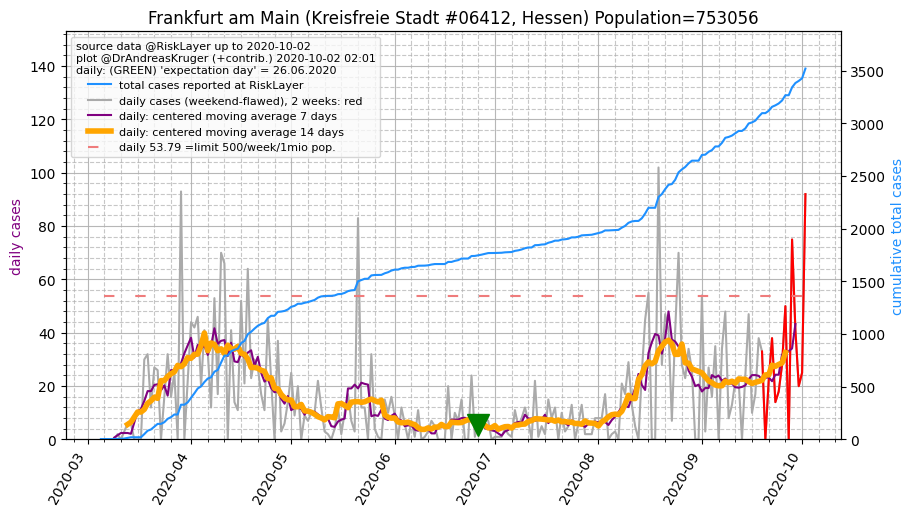 Frankfurt am Main (Kreisfreie Stadt #06412, Hessen) Population=753056
source data @RiskLayer up to 2020-10-02
plot @DrAndreasKruger (+contrib.) 2020-10-02 02:01
daily: (GREEN) 'expectation day' = 26.06.2020
total cases reported at RiskLayer
daily cases (weekend-flawed), 2 weeks: red
daily: centered moving average 7 days
daily: centered moving average 14 days
daily 53.79 =limit 500/week/1mio pop.
daily cases
140
120
100
80
60
40
20
0
cumulative total cases
3500
3000
2500
2000
1500
1000
500
0
2020-03
2020-04
2020-05
2020-06
2020-07
2020-08
2020-09
2020-10